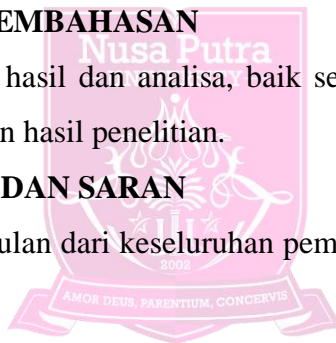 EMBAHASAN
Nusa Putra
hasil dan analisa, baik se
n hasil penelitian.
DAN SARAN
ulan dari keseluruhan pem
2002
AMOR DEUS, PARENTIUM, CONCERVIS